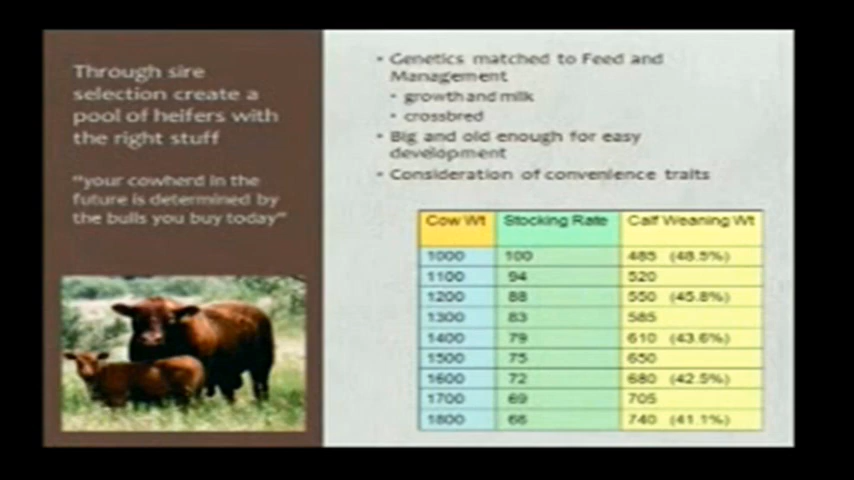 Through sire
selection create a
pool of heifers with
the right stuff
"your cowherd in the
future is determined by
the bulls you buy today"
• Genetics matched to Feed and
Management
• growth and milk
• crossbred
• Big and old enough for easy
development
• Consideration of convenience traits
Cow Wt Stocking Rate Calf Weaning Wt
1000 100 485 (48.5%)
1100 94 520
1200 88 550 (45.8%)
1300 83 585
1400 79 610 (43.6%)
1500 75 650
1600 72 680 (42.5%)
1700 69 705
1800 66 740 (41.1%)